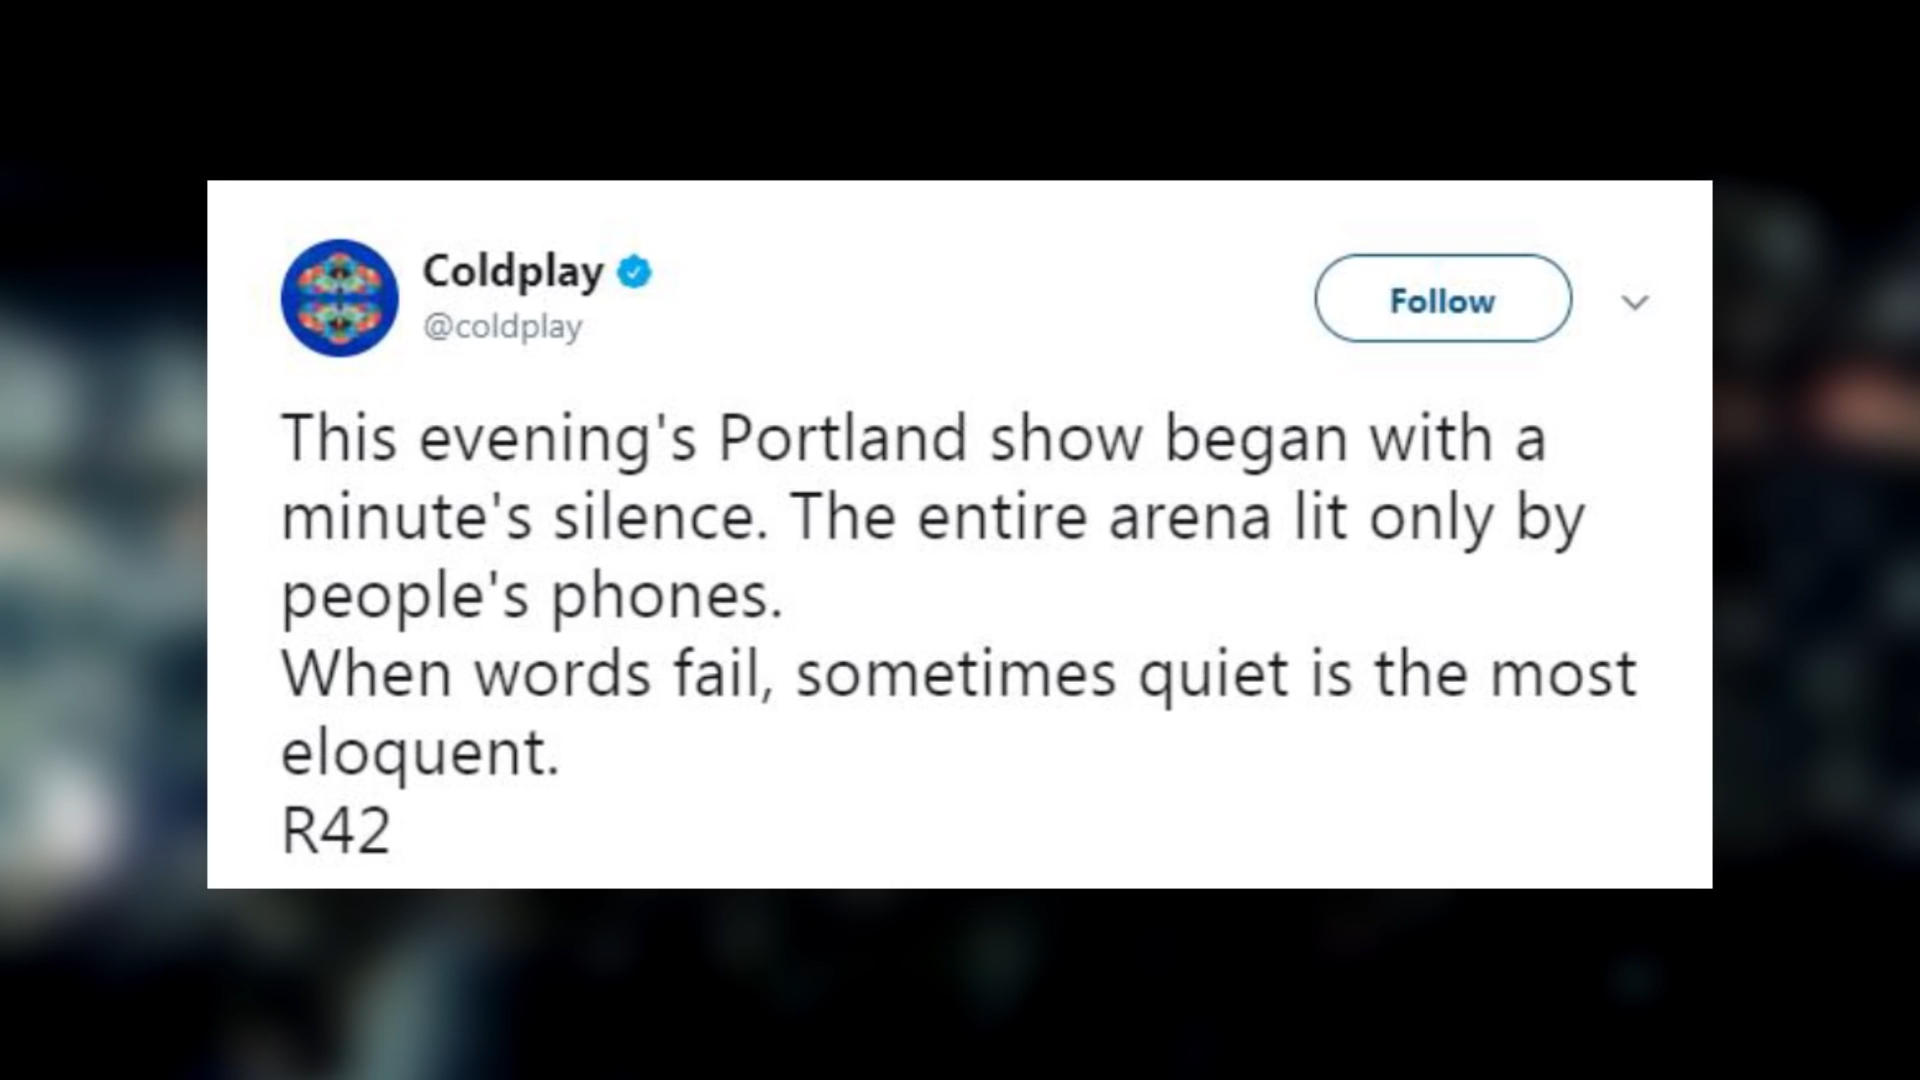 Coldplay
@coldplay
Follow
This evening's Portland show began with a
minute's silence. The entire arena lit only by
people's phones.
When words fail, sometimes quiet is the most
eloquent.
R42